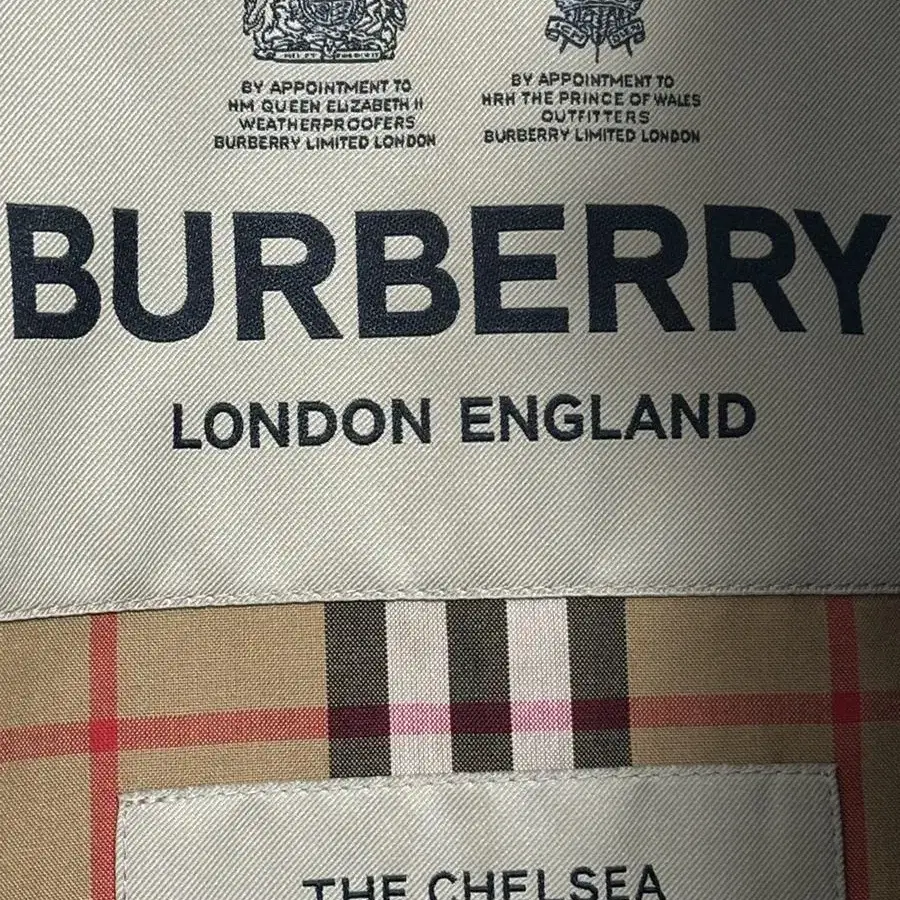 BY APPOINTMENT TO
HM QUEEN ELIZABETH II
WEATHERPROOFERS
BURBERRY LIMITED LONDON
BY APPOINTMENT TO
HRH THE PRINCE OF WALES
OUTFITTERS
BURBERRY LIMITED LONDON
BURBERRY
LONDON ENGLAND
THE CHELSEA